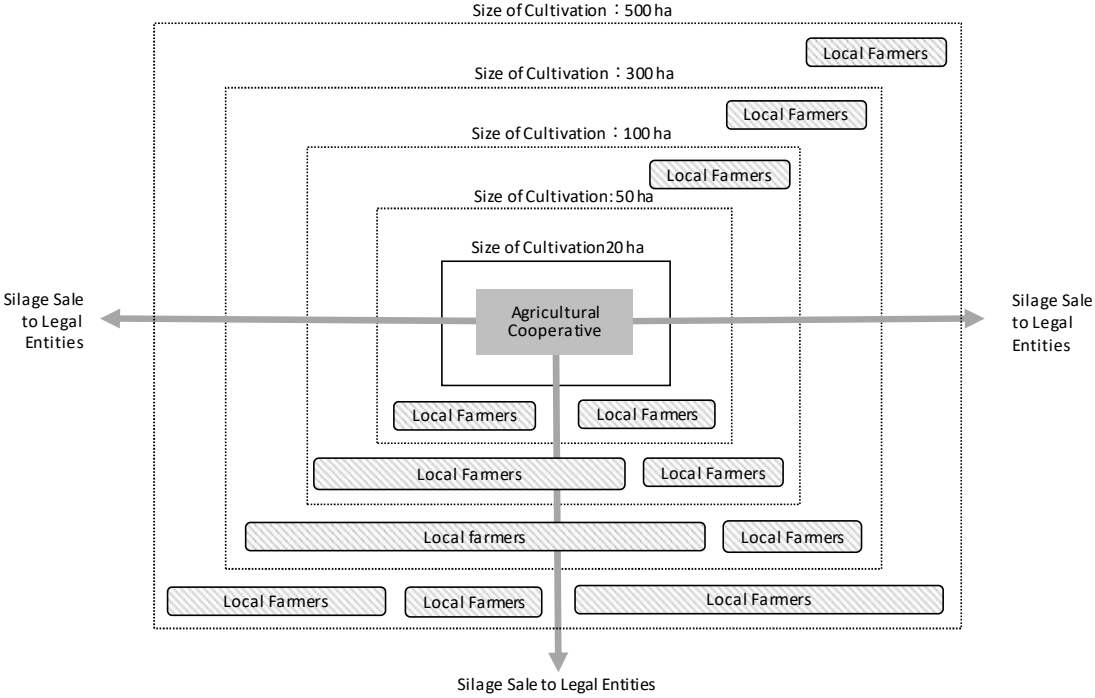 Size of Cultivation：500 ha
Local Farmers
Size of Cultivation：300 ha
Local Farmers
Size of Cultivation：100 ha
Local Farmers
Size of Cultivation: 50 ha
Size of Cultivation20 ha
Silage Sale
to Legal
Entities
Agricultural
Cooperative
Silage Sale
to Legal
Entities
Local Farmers
Local Farmers
Local Farmers
Local Farmers
Local farmers
Local Farmers
Local Farmers
Local Farmers
Local Farmers
Silage Sale to Legal Entities